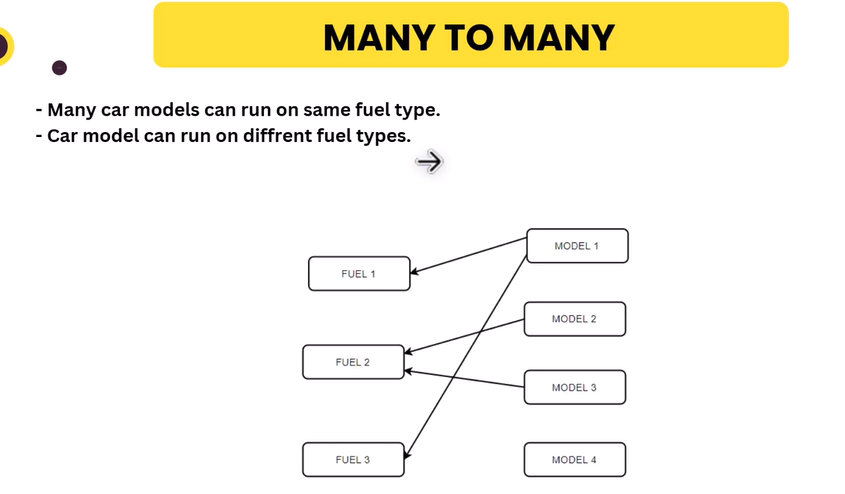 MANY TO MANY
- Many car models can run on same fuel type.
- Car model can run on diffrent fuel types.
MODEL 1
FUEL 1
MODEL 2
FUEL 2
MODEL 3
FUEL 3
MODEL 4